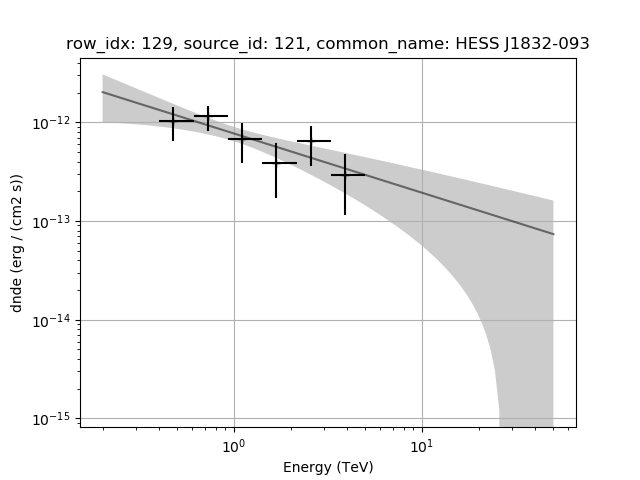 row_idx: 129, source_id: 121, common_name: HESS J1832-093
dnde (erg / (cm2 s))
10⁻¹²
10⁻¹³
10⁻¹⁴
10⁻¹⁵
10⁰ 10¹
Energy (TeV)